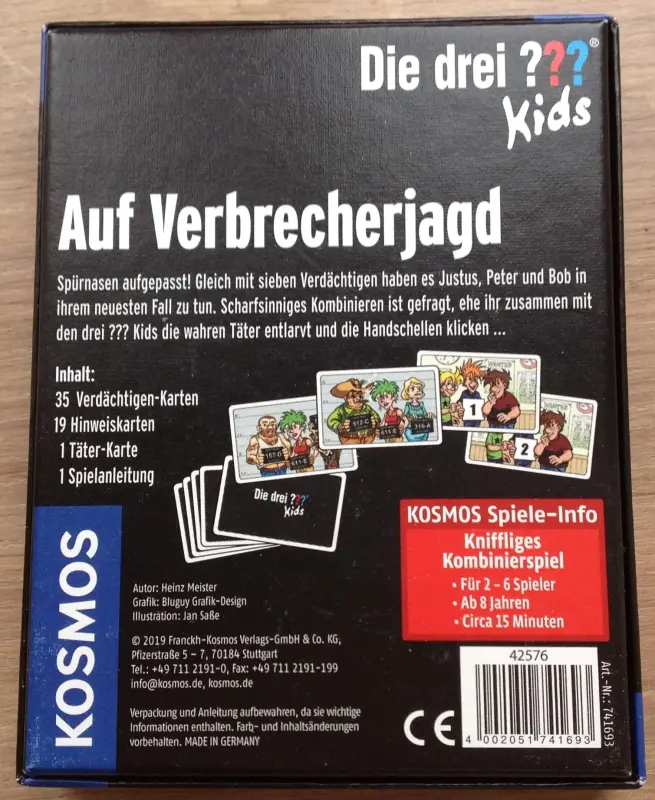 Die drei ???®
Kids
Auf Verbrecherjagd
Spürnasen aufgepasst! Gleich mit sieben Verdächtigen haben es Justus, Peter und Bob in
ihrem neuesten Fall zu tun. Scharfsinniges Kombinieren ist gefragt, ehe ihr zusammen mit
den drei ??? Kids die wahren Täter entlarvt und die Handschellen klicken ...
Inhalt:
35 Verdächtigen-Karten
19 Hinweiskarten
1 Täter-Karte
1 Spielanleitung
157-D
611-E
512-C
611-E
316-A
1
2
Die drei ???
Kids
KOSMOS
KOSMOS Spiele-Info
Kniffliges
Kombinierspiel
• Für 2 – 6 Spieler
• Ab 8 Jahren
• Circa 15 Minuten
Autor: Heinz Meister
Grafik: Bluguy Grafik-Design
Illustration: Jan Saße
© 2019 Franckh-Kosmos Verlags-GmbH & Co. KG,
Pfizerstraße 5 – 7, 70184 Stuttgart
Tel.: +49 711 2191-0, Fax: +49 711 2191-199
info@kosmos.de, kosmos.de
Verpackung und Anleitung aufbewahren, da sie wichtige
Informationen enthalten. Farb- und Inhaltsänderungen
vorbehalten. MADE IN GERMANY
CE
42576
4 002051 741693
Art.-Nr.: 741693